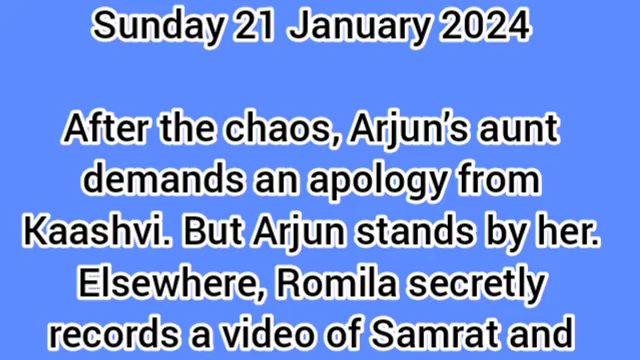 Sunday 21 January 2024
After the chaos, Arjun's aunt
demands an apology from
Kaashvi. But Arjun stands by her.
Elsewhere, Romila secretly
records a video of Samrat and